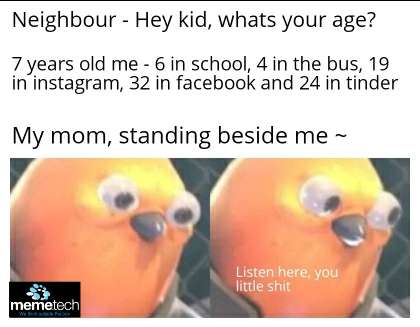 Neighbour - Hey kid, whats your age?
7 years old me - 6 in school, 4 in the bus, 19
in instagram, 32 in facebook and 24 in tinder
My mom, standing beside me ~
Listen here, you
little shit
memetech